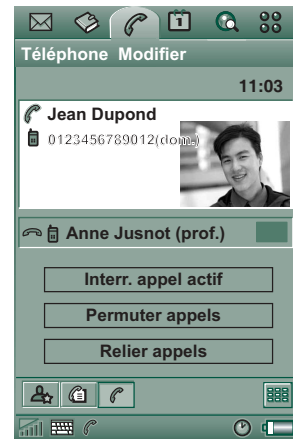 Téléphone Modifier
11:03
Jean Dupond
0123456789012(dom.)
Anne Jusnot (prof.)
Interr. appel actif
Permuter appels
Relier appels